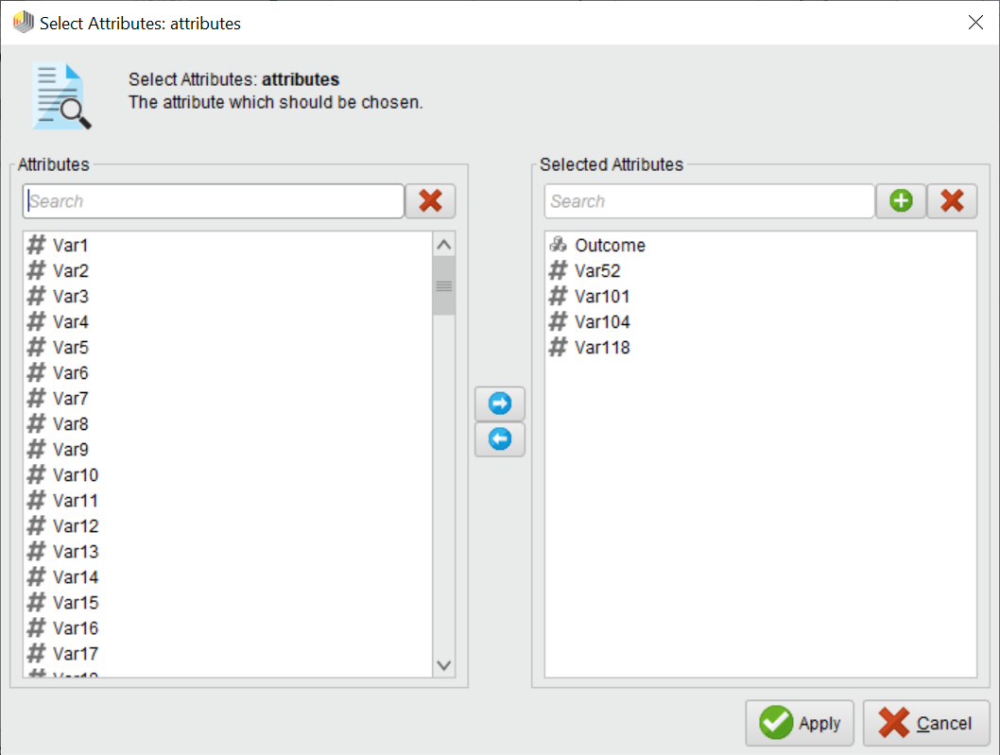 Select Attributes: attributes
Select Attributes: attributes
The attribute which should be chosen.
Attributes
Search
Var1
Var2
Var3
Var4
Var5
Var6
Var7
Var8
Var9
Var10
Var11
Var12
Var13
Var14
Var15
Var16
Var17
Selected Attributes
Search
Outcome
Var52
Var101
Var104
Var118
Apply
Cancel